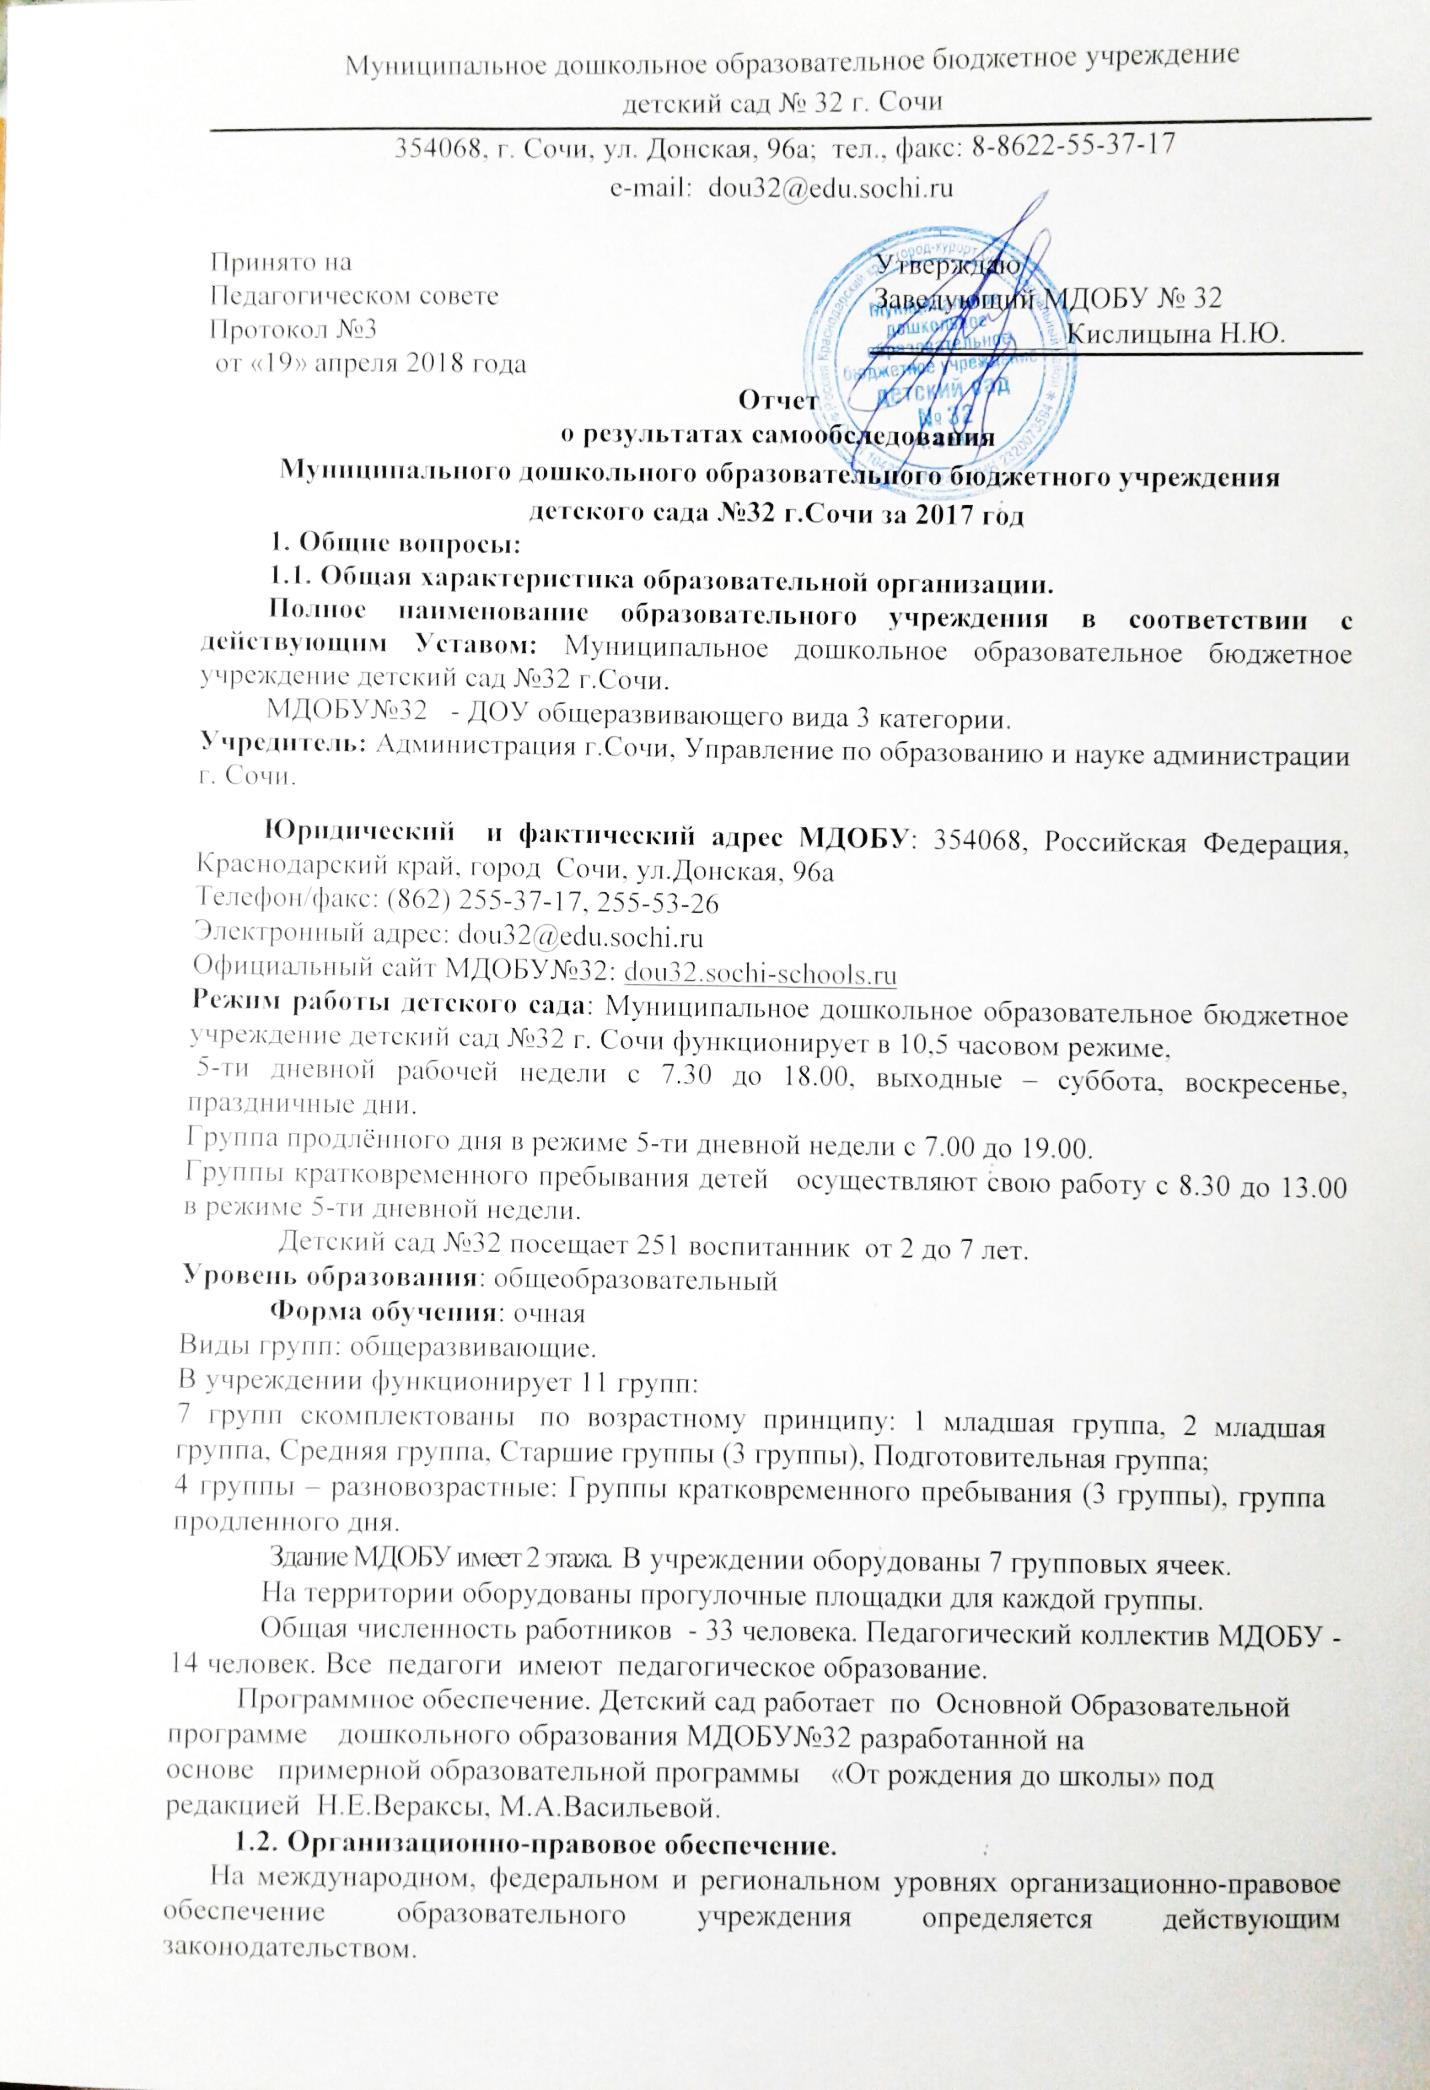 Муниципальное дошкольное образовательное бюджетное учреждение
детский сад № 32 г. Сочи
354068, г. Сочи, ул. Донская, 96а; тел., факс: 8-8622-55-37-17
e-mail: dou32@edu.sochi.ru
Принято на
Педагогическом совете
Протокол №3
от «19» апреля 2018 года
Утверждаю
Заведующий МДОБУ № 32
Кислицына Н.Ю.
дошкольное
образовательное
бюджетное учреждение
детский сад
№ 32
Отчет
о результатах самообследования
Муниципального дошкольного образовательного бюджетного учреждения
детского сада №32 г.Сочи за 2017 год
1. Общие вопросы:
1.1. Общая характеристика образовательной организации.
Полное наименование образовательного учреждения в соответствии с
действующим Уставом: Муниципальное дошкольное образовательное бюджетное
учреждение детский сад №32 г.Сочи.
МДОБУ№32 - ДОУ общеразвивающего вида 3 категории.
Учредитель: Администрация г.Сочи, Управление по образованию и науке администрации
г. Сочи.
Юридический и фактический адрес МДОБУ: 354068, Российская Федерация,
Краснодарский край, город Сочи, ул.Донская, 96а
Телефон/факс: (862) 255-37-17, 255-53-26
Электронный адрес: dou32@edu.sochi.ru
Официальный сайт МДОБУ№32: dou32.sochi-schools.ru
Режим работы детского сада: Муниципальное дошкольное образовательное бюджетное
учреждение детский сад №32 г. Сочи функционирует в 10,5 часовом режиме,
5-ти дневной рабочей недели с 7.30 до 18.00, выходные – суббота, воскресенье,
праздничные дни.
Группа продлённого дня в режиме 5-ти дневной недели с 7.00 до 19.00.
Группы кратковременного пребывания детей осуществляют свою работу с 8.30 до 13.00
в режиме 5-ти дневной недели.
Детский сад №32 посещает 251 воспитанник от 2 до 7 лет.
Уровень образования: общеобразовательный
Форма обучения: очная
Виды групп: общеразвивающие.
В учреждении функционирует 11 групп:
7 групп скомплектованы по возрастному принципу: 1 младшая группа, 2 младшая
группа, Средняя группа, Старшие группы (3 группы), Подготовительная группа;
4 группы – разновозрастные: Группы кратковременного пребывания (3 группы), группа
продленного дня.
Здание МДОБУ имеет 2 этажа. В учреждении оборудованы 7 групповых ячеек.
На территории оборудованы прогулочные площадки для каждой группы.
Общая численность работников - 33 человека. Педагогический коллектив МДОБУ -
14 человек. Все педагоги имеют педагогическое образование.
Программное обеспечение. Детский сад работает по Основной Образовательной
программе дошкольного образования МДОБУ№32 разработанной на
основе примерной образовательной программы «От рождения до школы» под
редакцией Н.Е.Вераксы, М.А.Васильевой.
1.2. Организационно-правовое обеспечение.
На международном, федеральном и региональном уровнях организационно-правовое
обеспечение образовательного учреждения определяется действующим
законодательством.